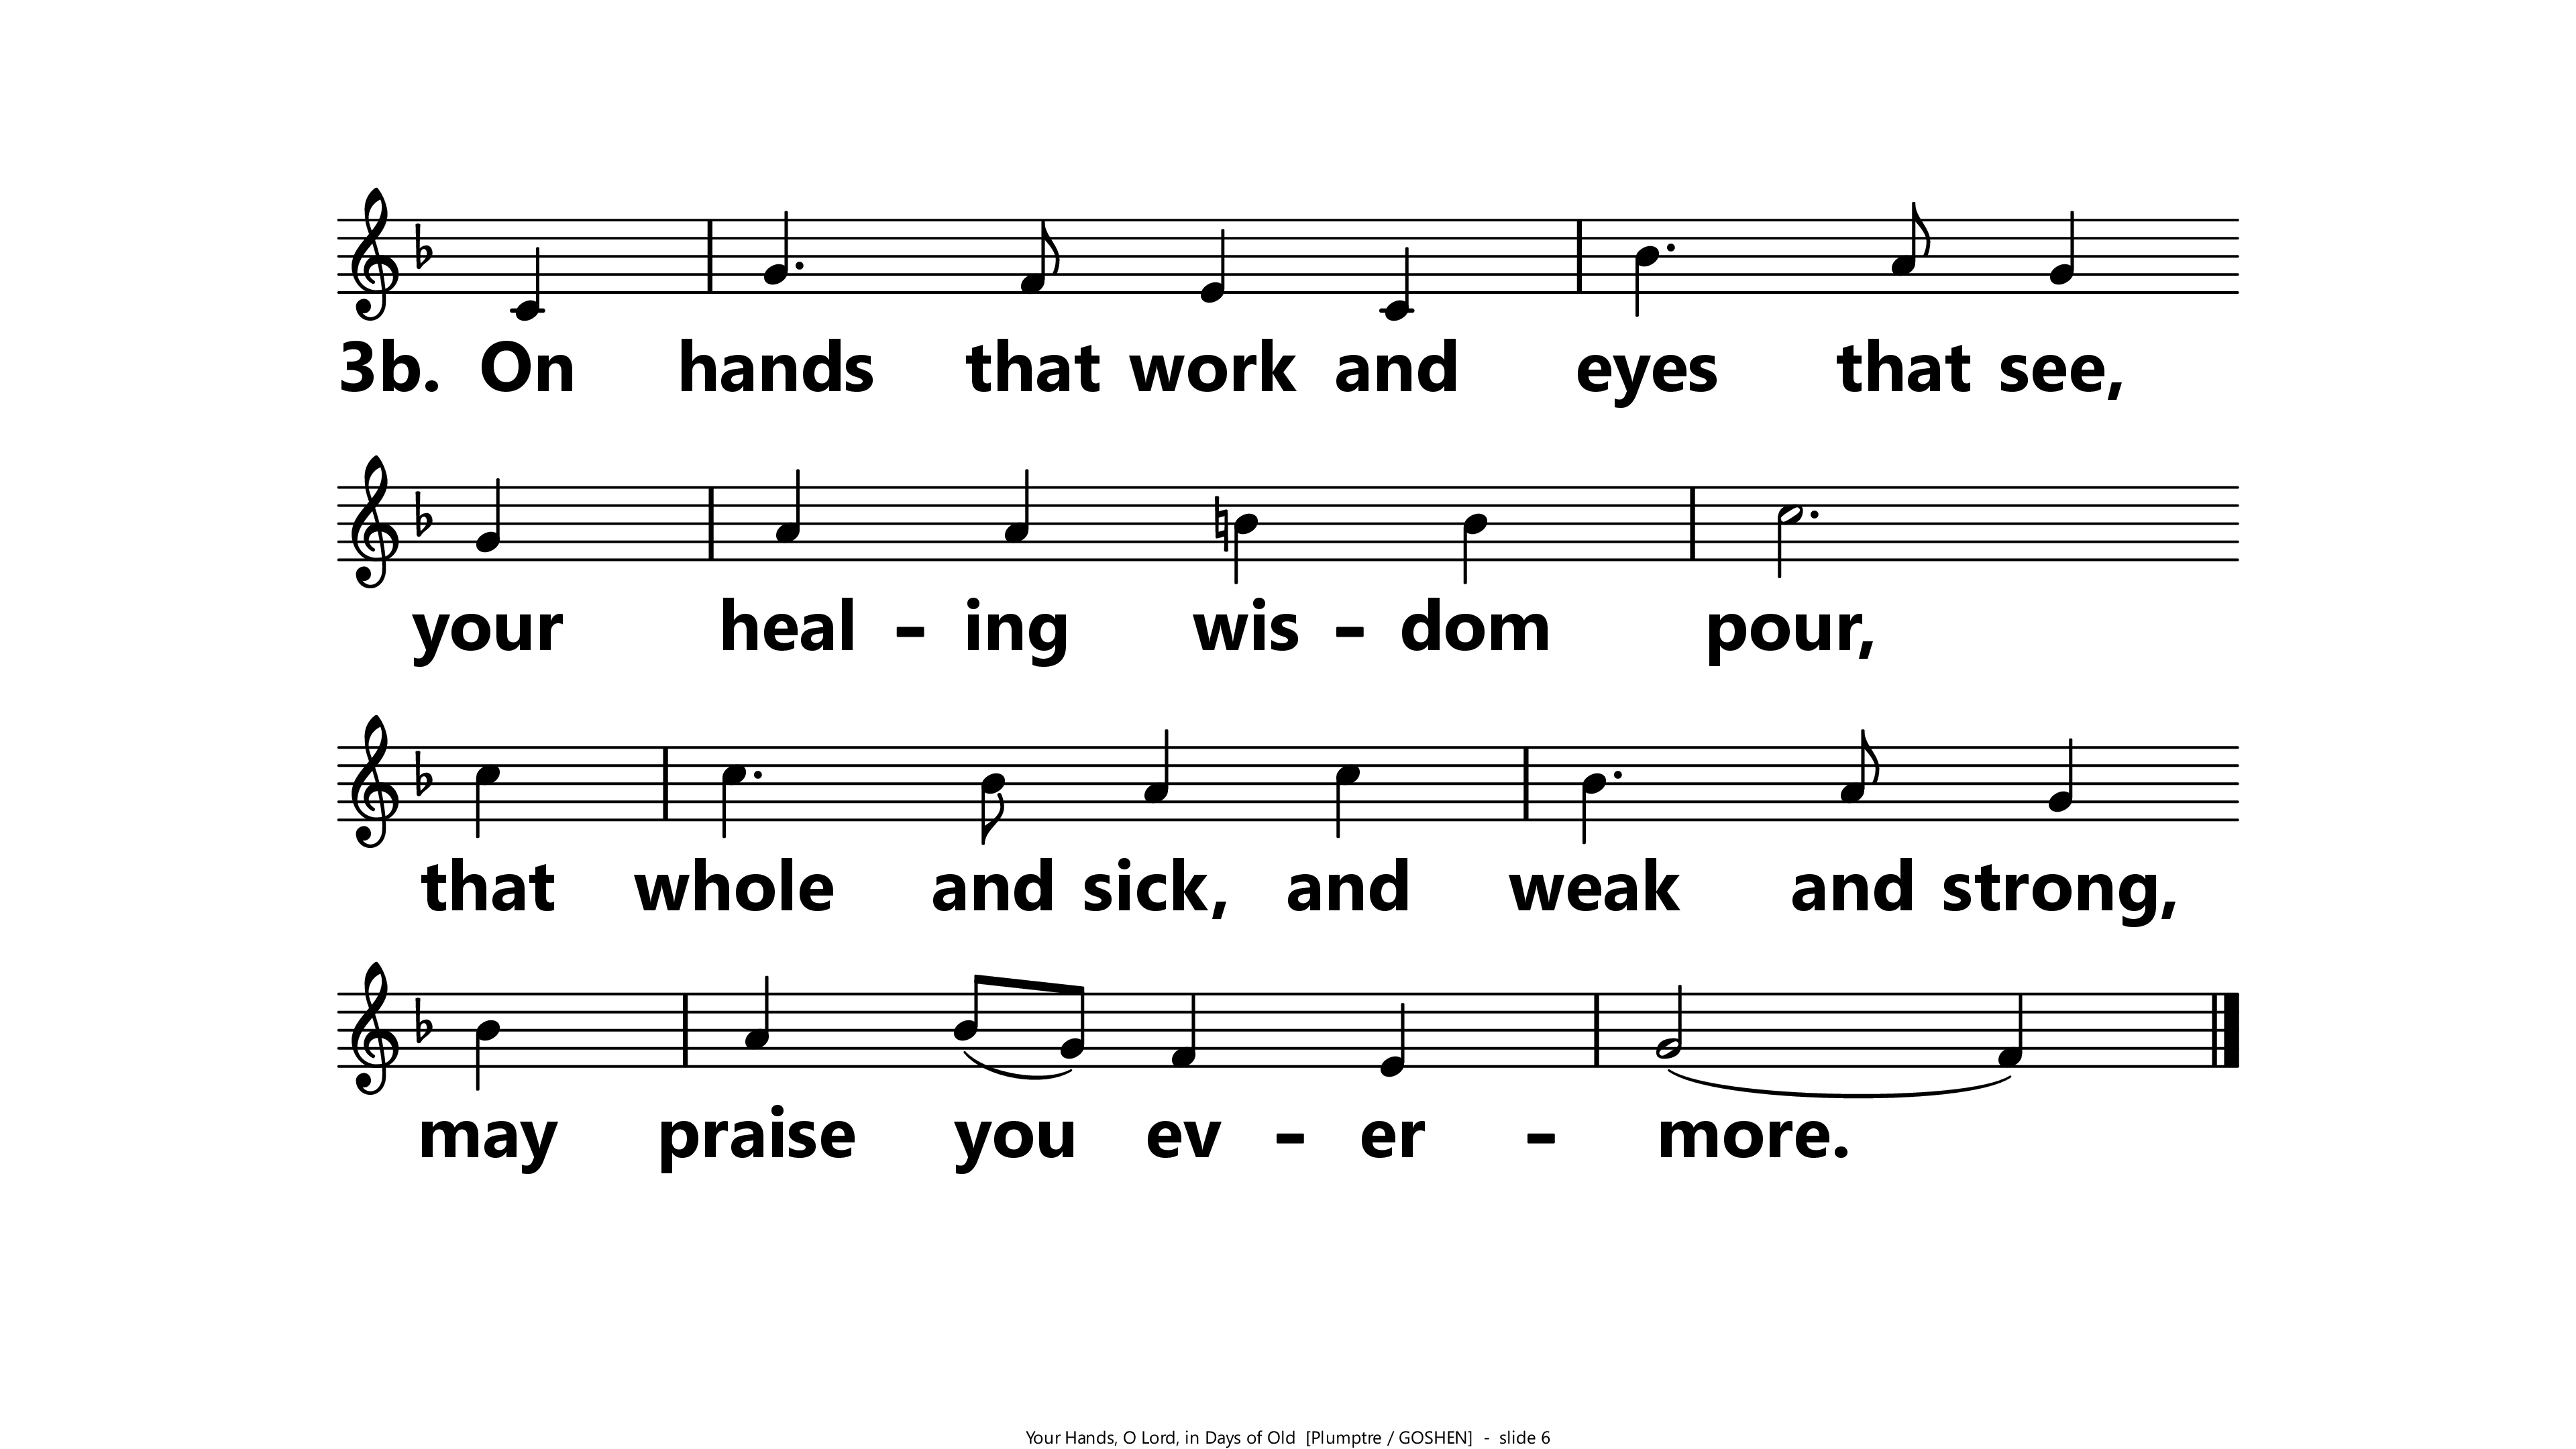 3b. On hands that work and eyes that see,
your heal - ing wis - dom pour,
that whole and sick, and weak and strong,
may praise you ev - er - more.
Your Hands, O Lord, in Days of Old [Plumptre / GOSHEN] - slide 6